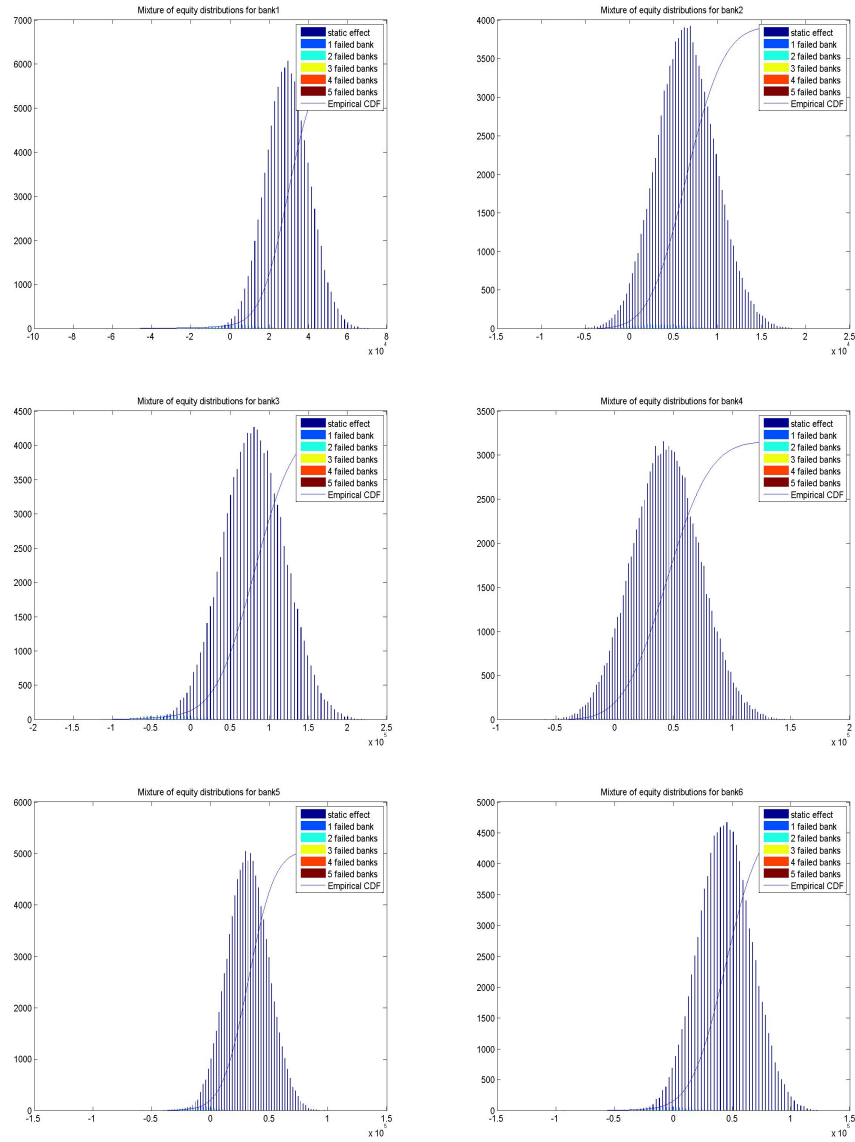 Mixture of equity distributions for bank1
7000
6000
5000
4000
3000
2000
1000
0
-10 -8 -6 -4 -2 0 2 4 6 8
x 10^4
static effect
1 failed bank
2 failed banks
3 failed banks
4 failed banks
5 failed banks
Empirical CDF
Mixture of equity distributions for bank2
4000
3500
3000
2500
2000
1500
1000
500
0
-1.5 -1 -0.5 0 0.5 1 1.5 2 2.5
x 10^5
static effect
1 failed bank
2 failed banks
3 failed banks
4 failed banks
5 failed banks
Empirical CDF
Mixture of equity distributions for bank3
4500
4000
3500
3000
2500
2000
1500
1000
500
0
-2 -1.5 -1 -0.5 0 0.5 1 1.5 2 2.5
x 10^5
static effect
1 failed bank
2 failed banks
3 failed banks
4 failed banks
5 failed banks
Empirical CDF
Mixture of equity distributions for bank4
3500
3000
2500
2000
1500
1000
500
0
-1 -0.5 0 0.5 1 1.5 2
x 10^5
static effect
1 failed bank
2 failed banks
3 failed banks
4 failed banks
5 failed banks
Empirical CDF
Mixture of equity distributions for bank5
6000
5000
4000
3000
2000
1000
0
-1.5 -1 -0.5 0 0.5 1 1.5
x 10^5
static effect
1 failed bank
2 failed banks
3 failed banks
4 failed banks
5 failed banks
Empirical CDF
Mixture of equity distributions for bank6
5000
4500
4000
3500
3000
2500
2000
1500
1000
500
0
-1.5 -1 -0.5 0 0.5 1 1.5
x 10^5
static effect
1 failed bank
2 failed banks
3 failed banks
4 failed banks
5 failed banks
Empirical CDF